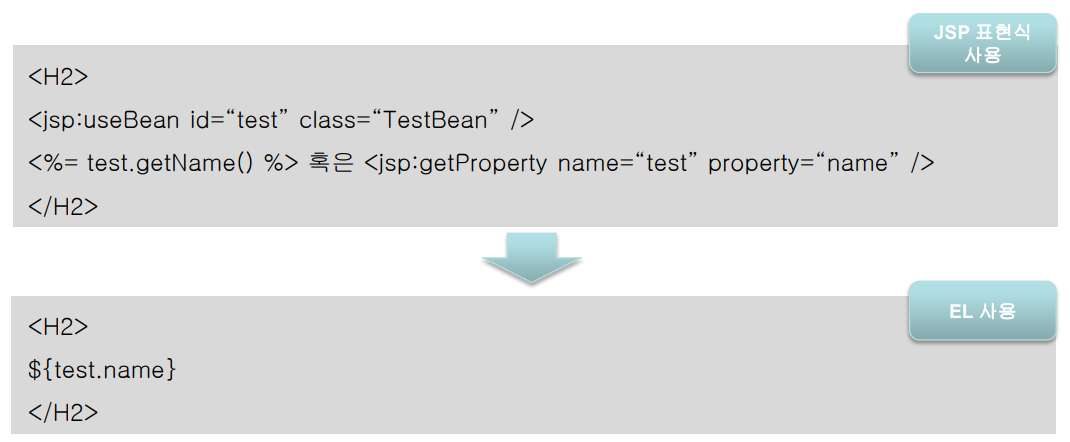 JSP 표현식
사용
<H2>
<jsp:useBean id=“test” class=“TestBean” />
<%= test.getName() %> 혹은 <jsp:getProperty name=“test” property=“name” />
</H2>
EL 사용
<H2>
${test.name}
</H2>